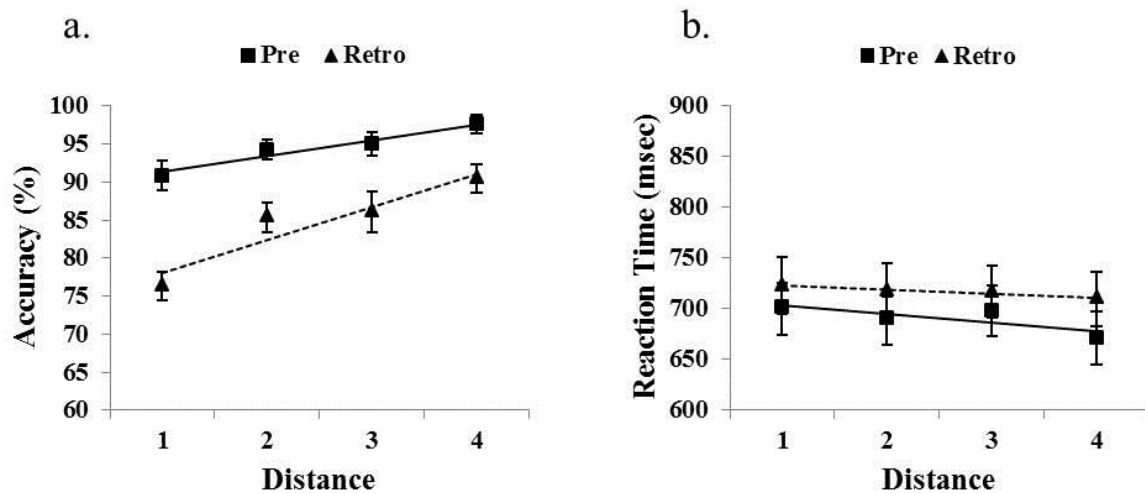 a.
Pre Retro
100
95
90
85
80
75
70
65
60
Accuracy (%)
1 2 3 4
Distance
b.
Pre Retro
900
850
800
750
700
650
600
Reaction Time (msec)
1 2 3 4
Distance